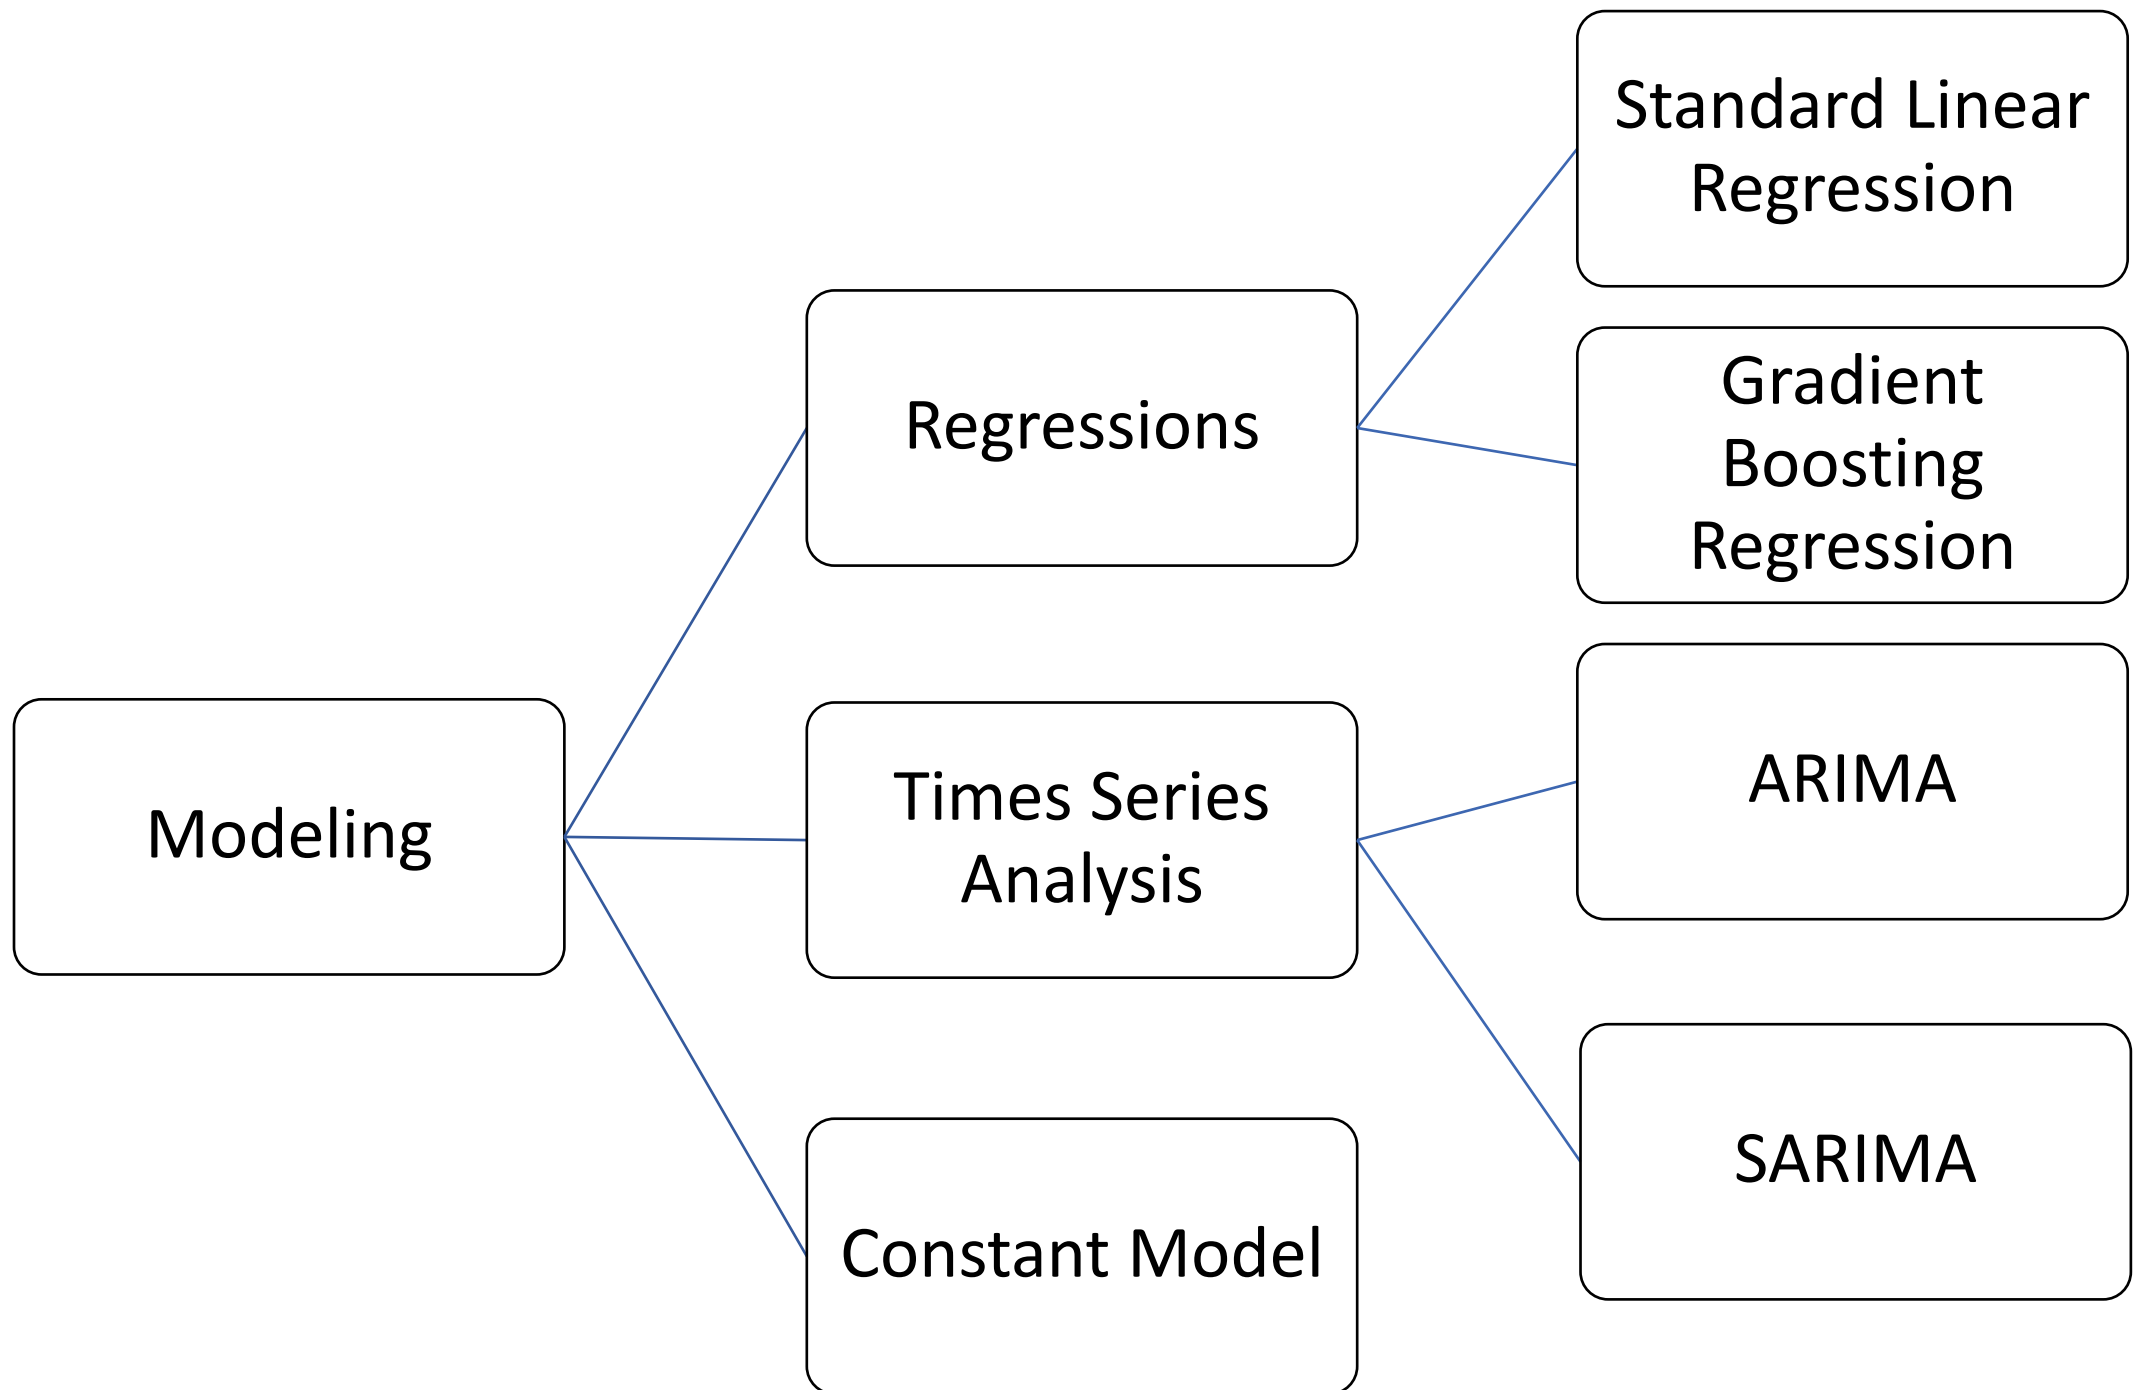 Modeling
Regressions
Times Series
Analysis
Constant Model
Standard Linear
Regression
Gradient
Boosting
Regression
ARIMA
SARIMA